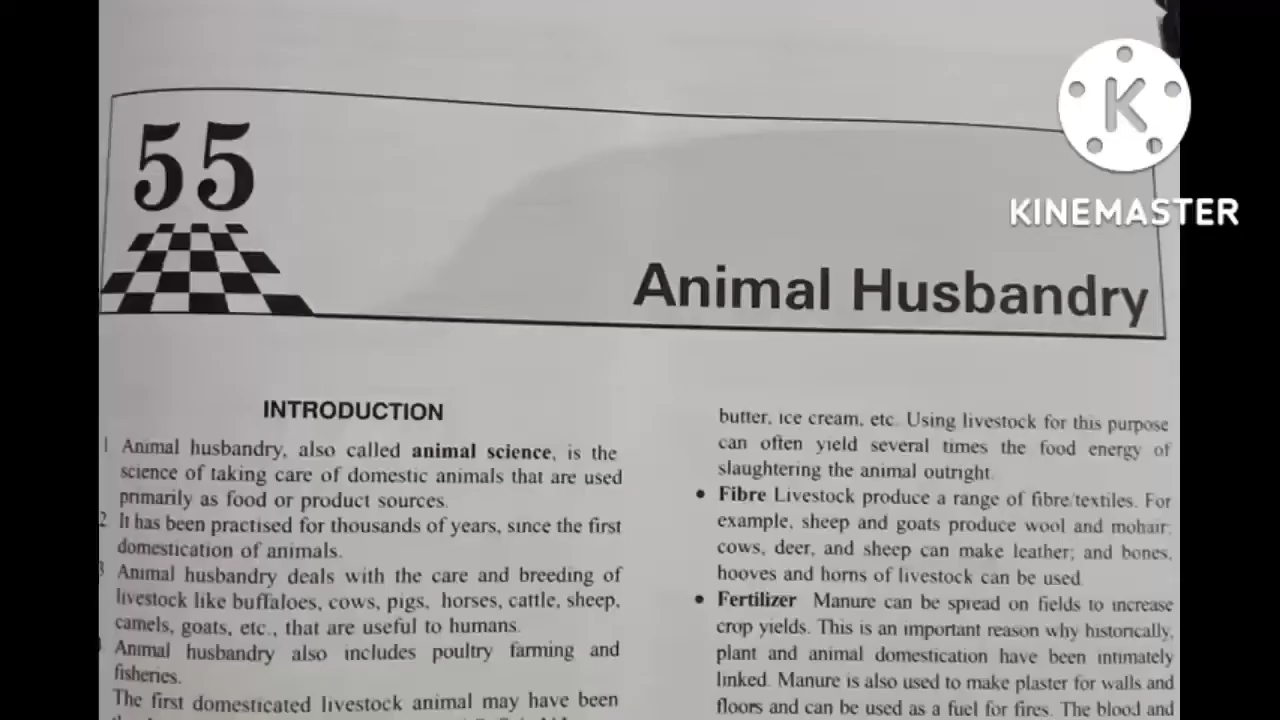 55
Animal Husbandry
K
KINEMASTER
INTRODUCTION
1 Animal husbandry, also called animal science, is the
science of taking care of domestic animals that are used
primarily as food or product sources.
2 It has been practised for thousands of years, since the first
domestication of animals.
3 Animal husbandry deals with the care and breeding of
livestock like buffaloes, cows, pigs, horses, cattle, sheep,
camels, goats, etc., that are useful to humans.
Animal husbandry also includes poultry farming and
fisheries.
The first domesticated livestock animal may have been
butter, ice cream, etc. Using livestock for this purpose
can often yield several times the food energy of
slaughtering the animal outright.
• Fibre Livestock produce a range of fibre/textiles. For
example, sheep and goats produce wool and mohair;
cows, deer, and sheep can make leather; and bones,
hooves and horns of livestock can be used.
• Fertilizer Manure can be spread on fields to increase
crop yields. This is an important reason why historically,
plant and animal domestication have been intimately
linked. Manure is also used to make plaster for walls and
floors and can be used as a fuel for fires. The blood and